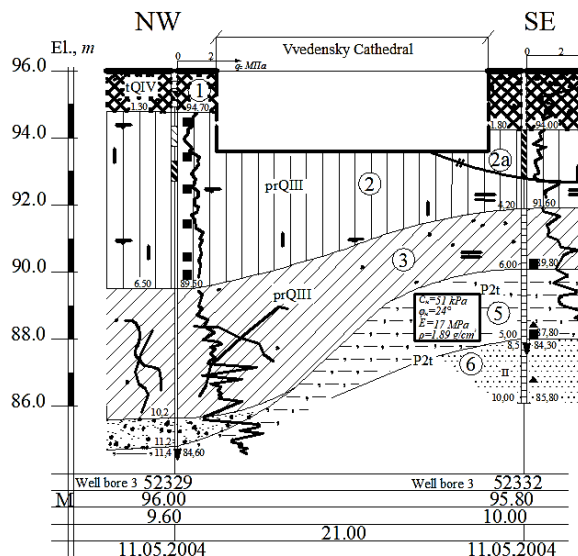 NW
SE
El., m
0 2
q, МПа
Vvedensky Cathedral
0 2
96.0
tQIV
1
1.30
94.70
1.80
94.00
94.0
2a
prQIII
2
4.20
91.60
92.0
3
6.00
89.80
90.0
6.50
89.50
prQIII
P2t
Cн=51 kPa
φн=24°
E=17 MPa
ρ=1.89 g/cm
5
88.0
5,00
87.80
8.5
84,30
P2t
6
II
86.0
10,00
85,80
10,2
11,2
11,4
84,60
Well bore 3
52329
Well bore 3
52332
M
96.00
95.80
9.60
10.00
21.00
11.05.2004
11.05.2004